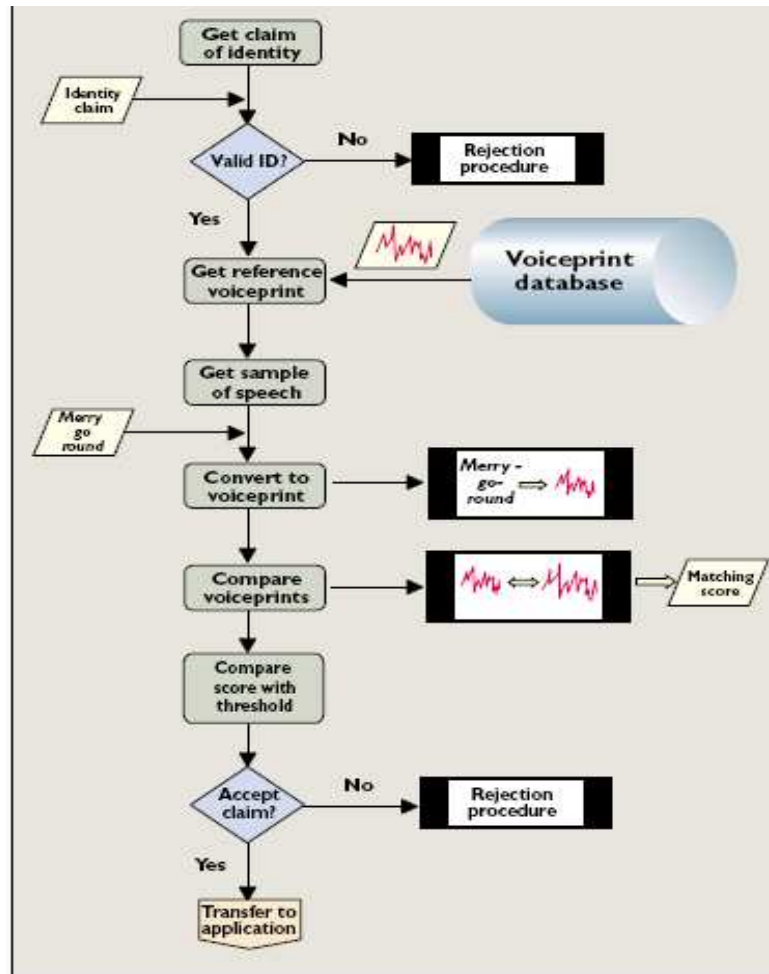 Get claim
of identity
Identity
claim
Valid ID?
No
Rejection
procedure
Yes
Get reference
voiceprint
Voiceprint
database
Get sample
of speech
Merry
go
round
Convert to
voiceprint
Merry -
go-
round
Compare
voiceprints
Matching
score
Compare
score with
threshold
Accept
claim?
No
Rejection
procedure
Yes
Transfer to
application